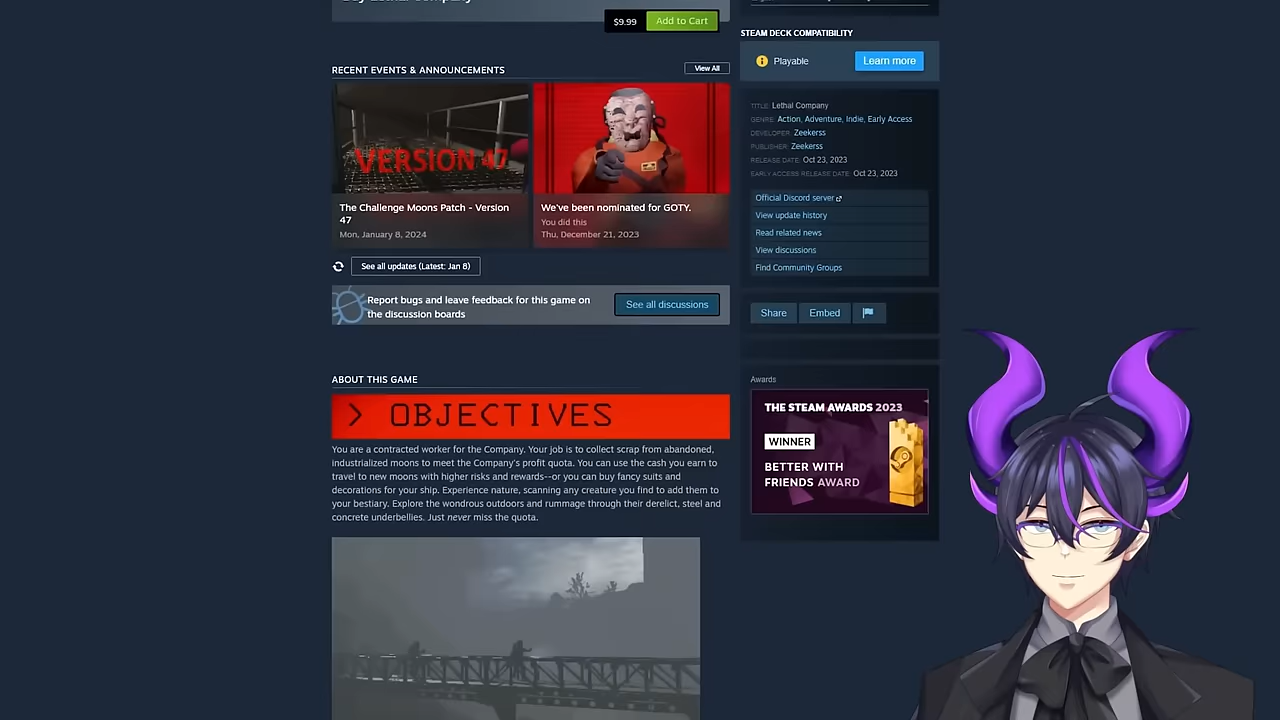 $9.99
Add to Cart
RECENT EVENTS & ANNOUNCEMENTS
View All
VERSION 47
The Challenge Moons Patch - Version
47
Mon, January 8, 2024
We've been nominated for GOTY.
You did this
Thu, December 21, 2023
See all updates (Latest: Jan 8)
Report bugs and leave feedback for this game on
the discussion boards
See all discussions
ABOUT THIS GAME
> OBJECTIVES
You are a contracted worker for the Company. Your job is to collect scrap from abandoned,
industrialized moons to meet the Company's profit quota. You can use the cash you earn to
travel to new moons with higher risks and rewards--or you can buy fancy suits and
decorations for your ship. Experience nature, scanning any creature you find to add them to
your bestiary. Explore the wondrous outdoors and rummage through their derelict, steel and
concrete underbellies. Just never miss the quota.
STEAM DECK COMPATIBILITY
Playable
Learn more
TITLE: Lethal Company
GENRE: Action, Adventure, Indie, Early Access
DEVELOPER: Zeekerss
PUBLISHER: Zeekerss
RELEASE DATE: Oct 23, 2023
EARLY ACCESS RELEASE DATE: Oct 23, 2023
Official Discord server
View update history
Read related news
View discussions
Find Community Groups
Share
Embed
Awards
THE STEAM AWARDS 2023
WINNER
BETTER WITH
FRIENDS AWARD